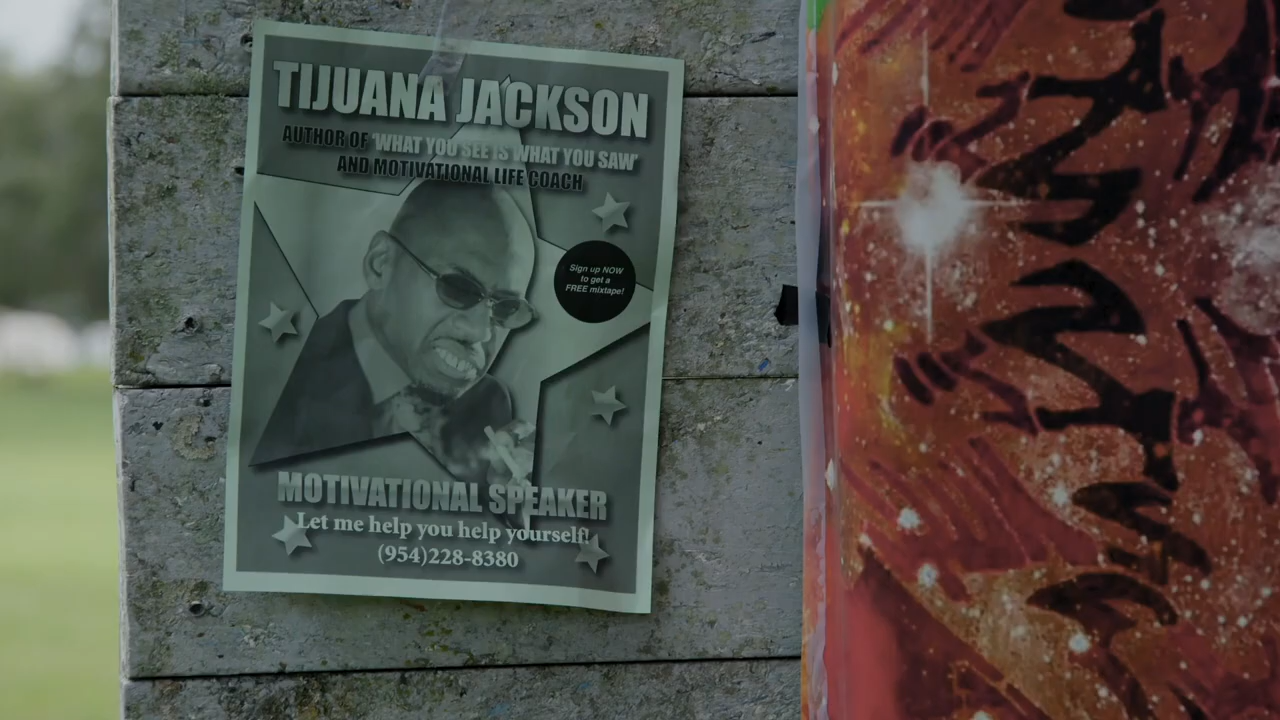 TIJUANA JACKSON
AUTHOR OF 'WHAT YOU SEE IS WHAT YOU SAW'
AND MOTIVATIONAL LIFE COACH
Sign up NOW
to get a
FREE mixtape!
MOTIVATIONAL SPEAKER
Let me help you help yourself!
(954)228-8380